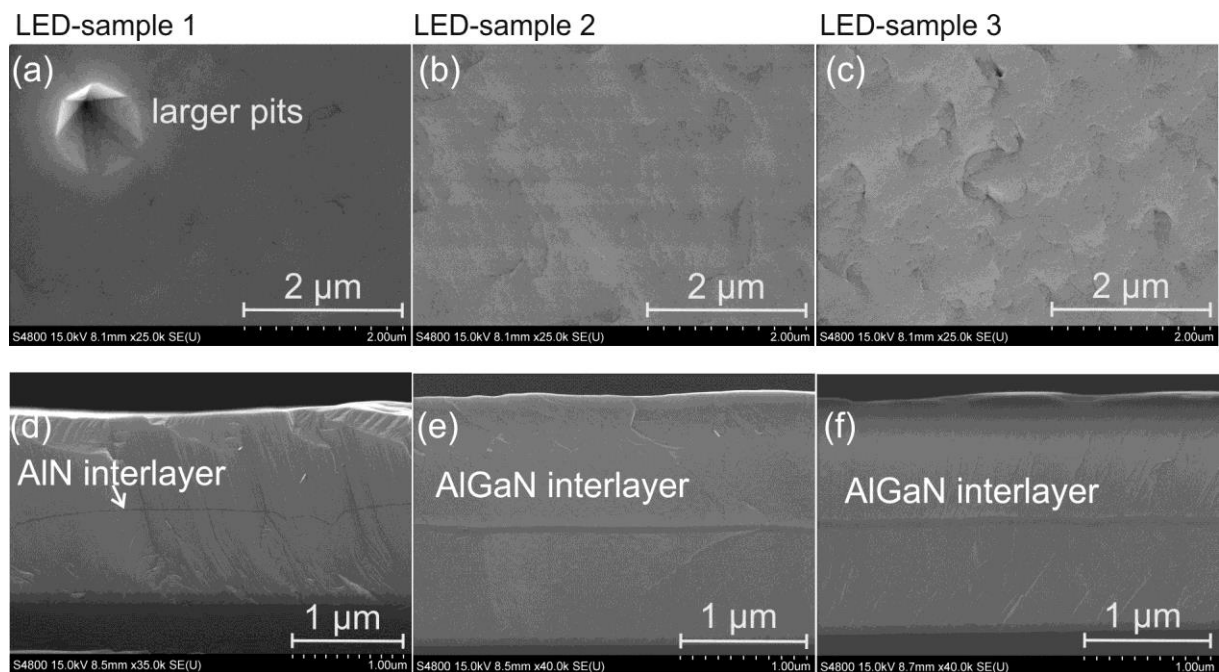 LED-sample 1
LED-sample 2
LED-sample 3
(a)
larger pits
2 μm
S4800 15.0kV 8.1mm x25.0k SE(U)
2.00um
(b)
2 μm
S4800 15.0kV 8.1mm x25.0k SE(U)
2.00um
(c)
2 μm
S4800 15.0kV 8.1mm x25.0k SE(U)
2.00um
(d)
AlN interlayer
1 μm
S4800 15.0kV 8.5mm x35.0k SE(U)
1.00um
(e)
AlGaN interlayer
1 μm
S4800 15.0kV 8.5mm x40.0k SE(U)
1.00um
(f)
AlGaN interlayer
1 μm
S4800 15.0kV 8.7mm x40.0k SE(U)
1.00um